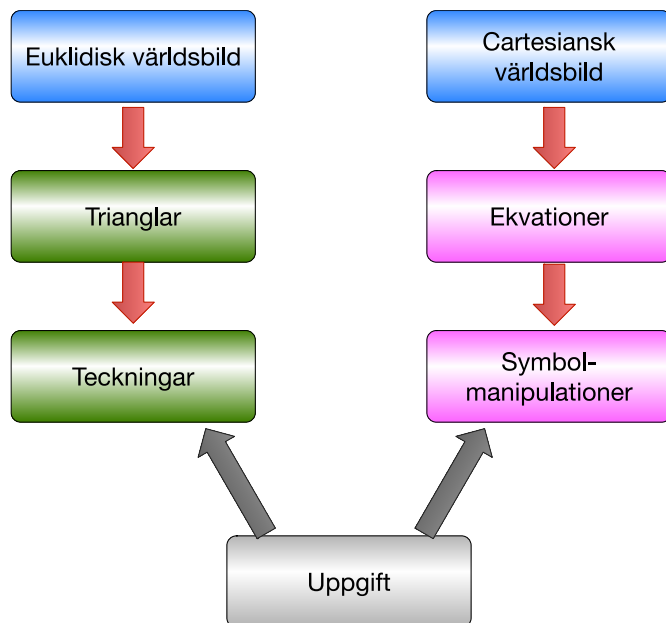 Euklidisk världsbild
Cartesiansk
världsbild
Trianglar
Ekvationer
Teckningar
Symbol-
manipulationer
Uppgift